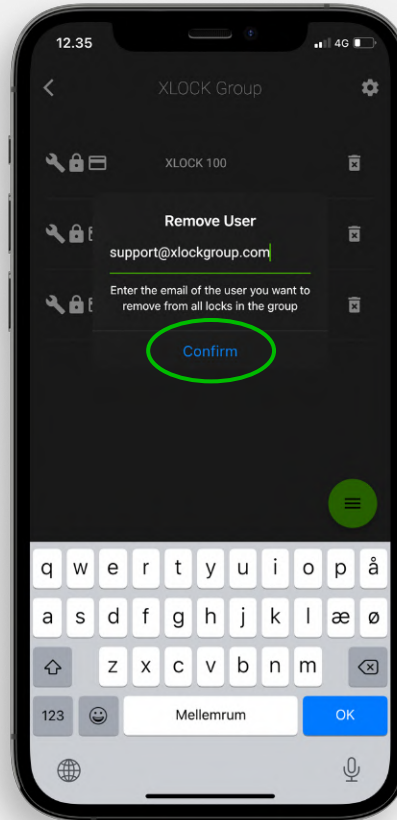 12.35
4G
XLOCK Group
XLOCK 100
Remove User
support@xlockgroup.com
Enter the email of the user you want to
remove from all locks in the group
Confirm
q w e r t y u i o p å
a s d f g h j k l æ ø
z x c v b n m
123 Mellemrum OK